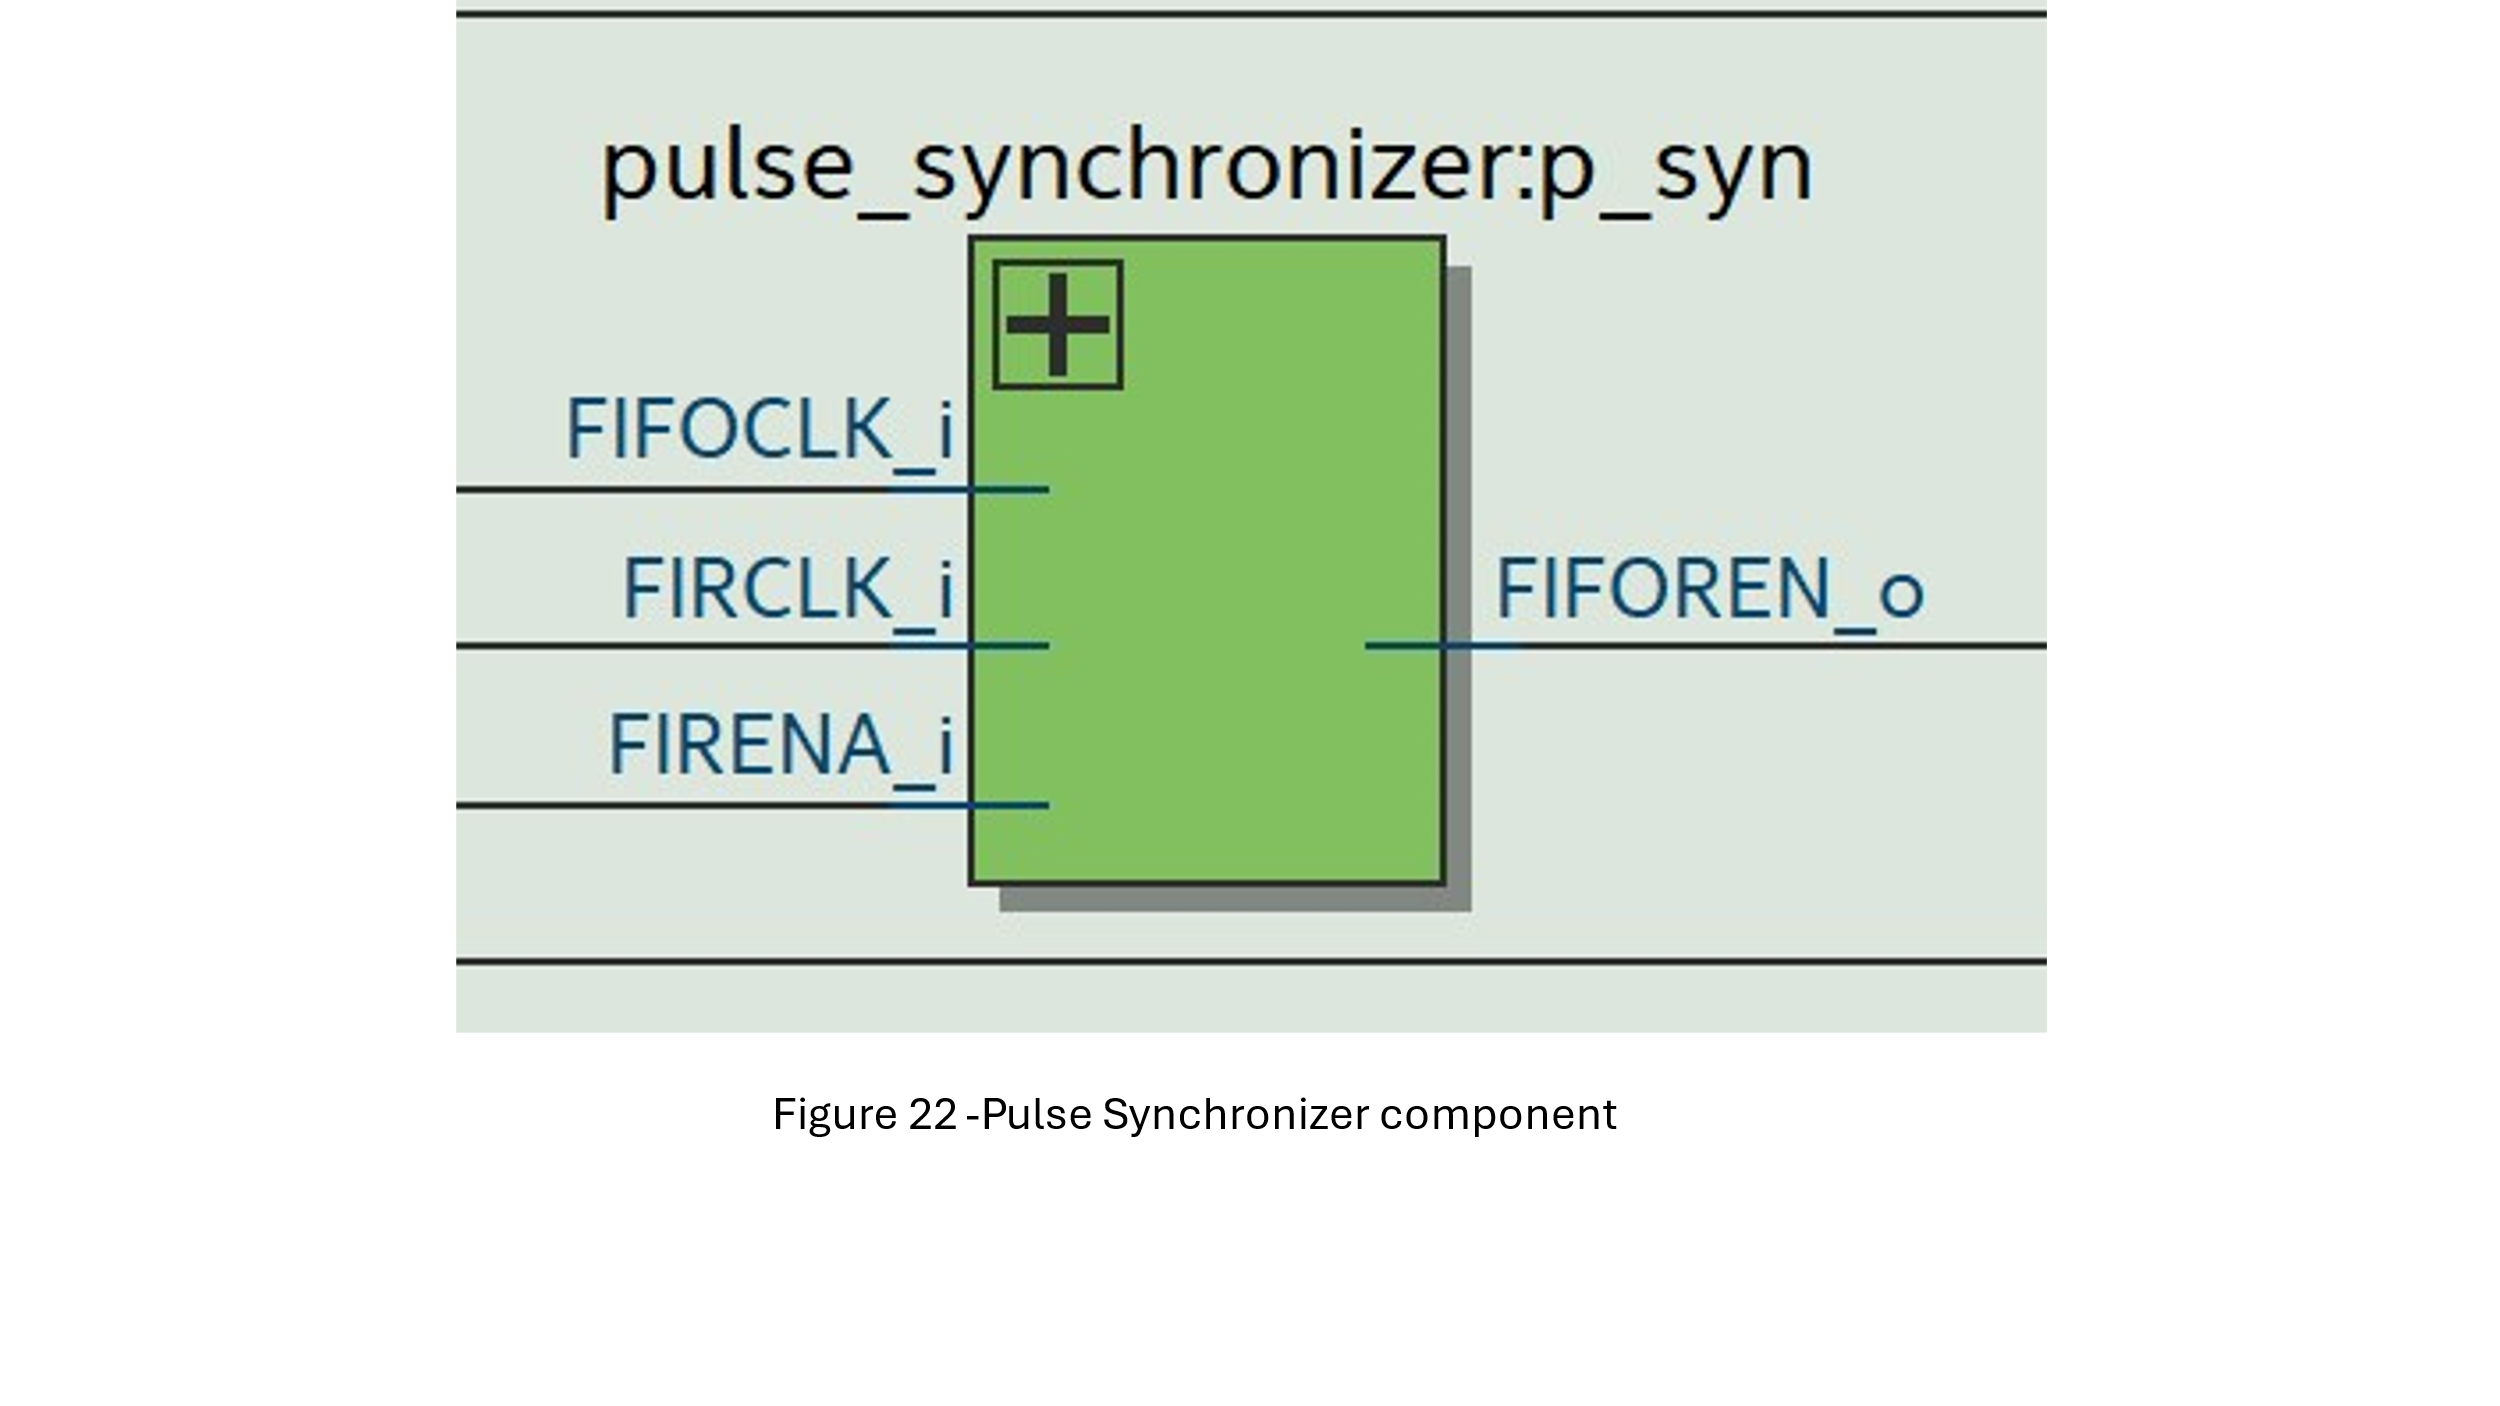 pulse_synchronizer:p_syn
FIFOCLK_i
FIRCLK_i
FIFOREN_o
FIRENA_i
Figure 22 -Pulse Synchronizer component